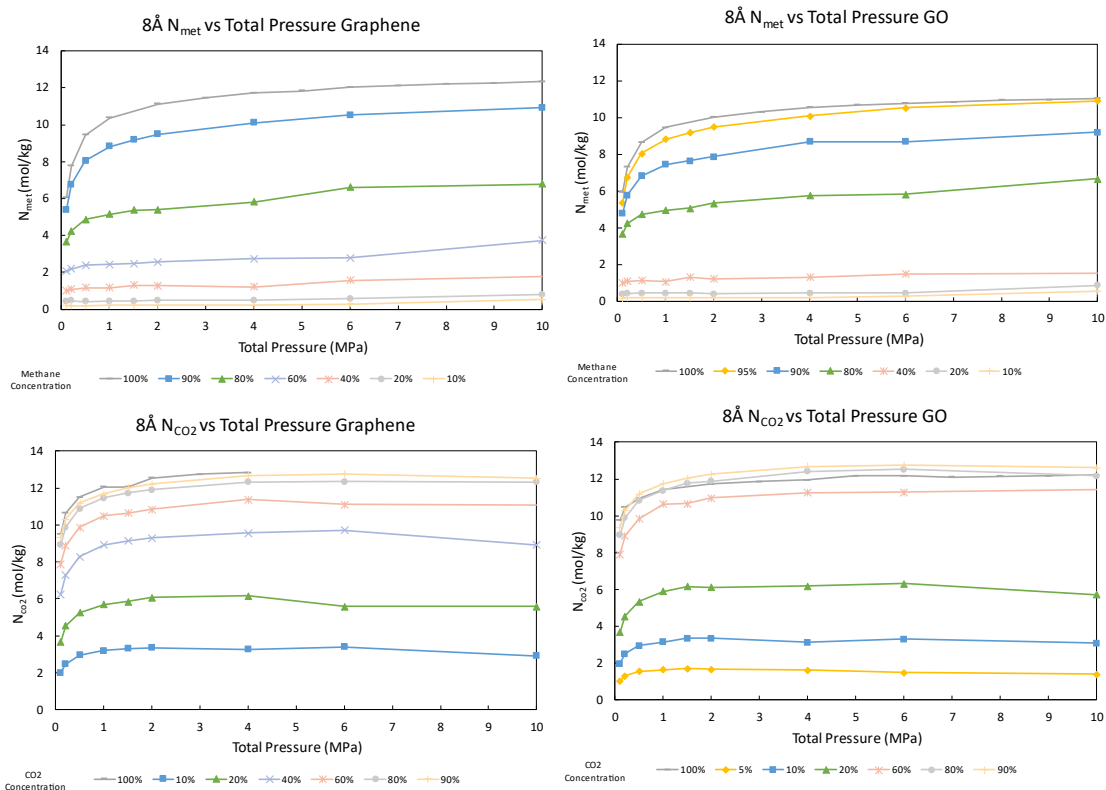 8Å Nmet vs Total Pressure Graphene
14
12
10
8
6
4
2
0
Nmet (mol/kg)
0 1 2 3 4 5 6 7 8 9 10
Total Pressure (MPa)
Methane
Concentration
100% 90% 80% 60% 40% 20% 10%
8Å Nmet vs Total Pressure GO
14
12
10
8
6
4
2
0
Nmet (mol/kg)
0 1 2 3 4 5 6 7 8 9 10
Total Pressure (MPa)
Methane
Concentration
100% 95% 90% 80% 40% 20% 10%
8Å NCO2 vs Total Pressure Graphene
14
12
10
8
6
4
2
0
Nco2 (mol/kg)
0 1 2 3 4 5 6 7 8 9 10
Total Pressure (MPa)
CO2
Concentration
100% 10% 20% 40% 60% 80% 90%
8Å NCO2 vs Total Pressure GO
14
12
10
8
6
4
2
0
Nco2 (mol/kg)
0 1 2 3 4 5 6 7 8 9 10
Total Pressure (MPa)
CO2
Concentration
100% 5% 10% 20% 60% 80% 90%